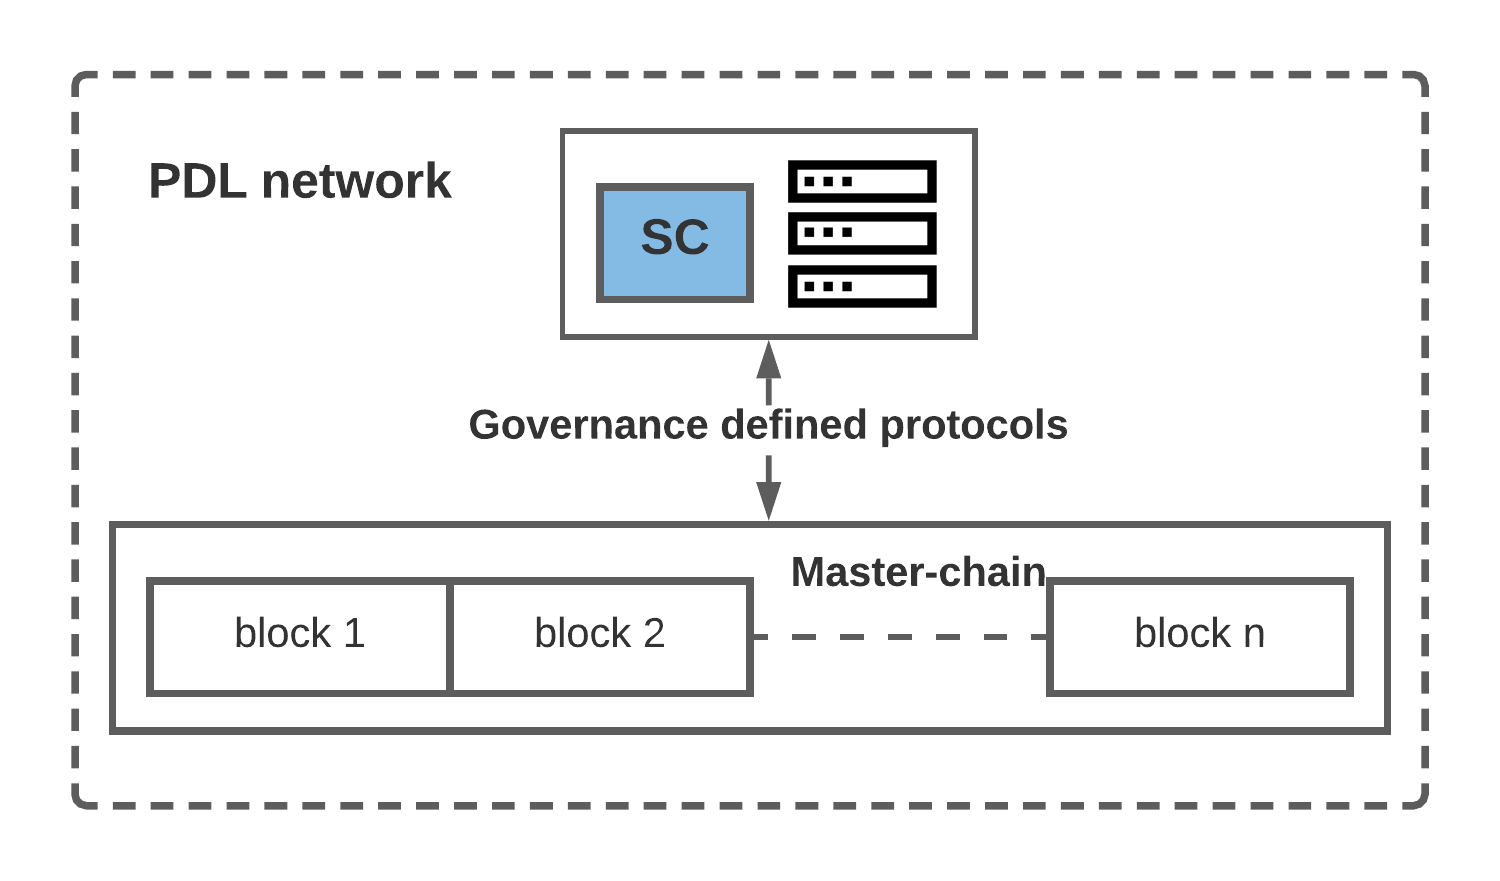 PDL network
SC
Governance defined protocols
Master-chain
block 1
block 2
block n